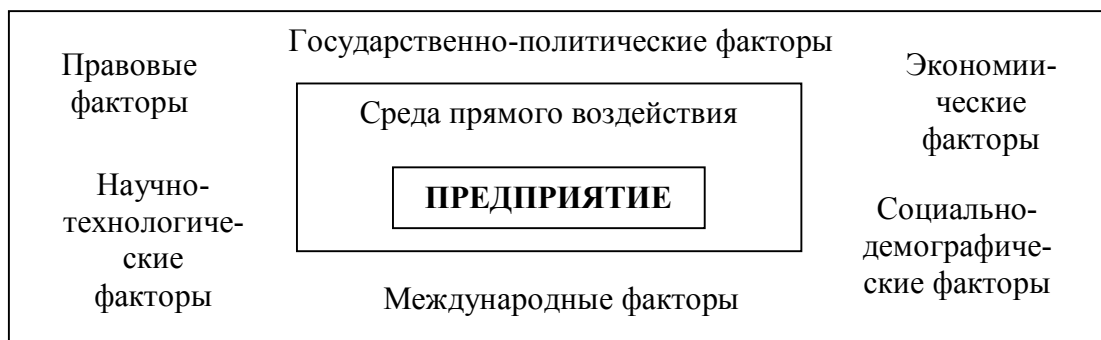 Государственно-политические факторы
Правовые
факторы
Экономии-
ческие
факторы
Среда прямого воздействия
ПРЕДПРИЯТИЕ
Научно-
технологиче-
ские
факторы
Социально-
демографиче-
ские факторы
Международные факторы